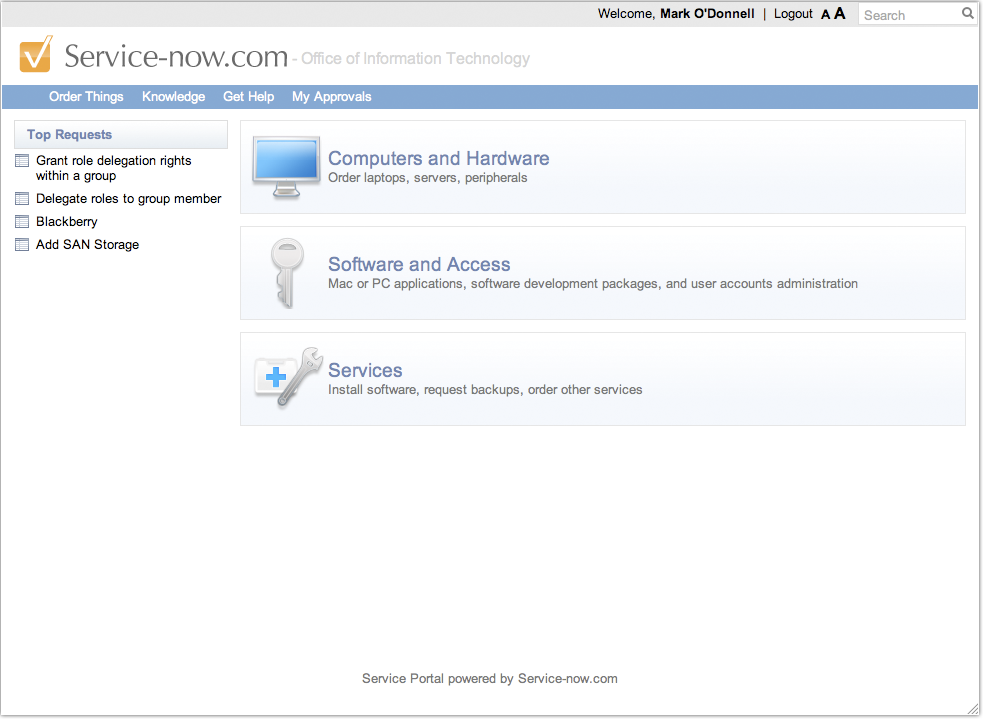 Welcome, Mark O'Donnell | Logout A A Search
Service-now.com - Office of Information Technology
Order Things Knowledge Get Help My Approvals
Top Requests
Grant role delegation rights
within a group
Delegate roles to group member
Blackberry
Add SAN Storage
Computers and Hardware
Order laptops, servers, peripherals
Software and Access
Mac or PC applications, software development packages, and user accounts administration
Services
Install software, request backups, order other services
Service Portal powered by Service-now.com